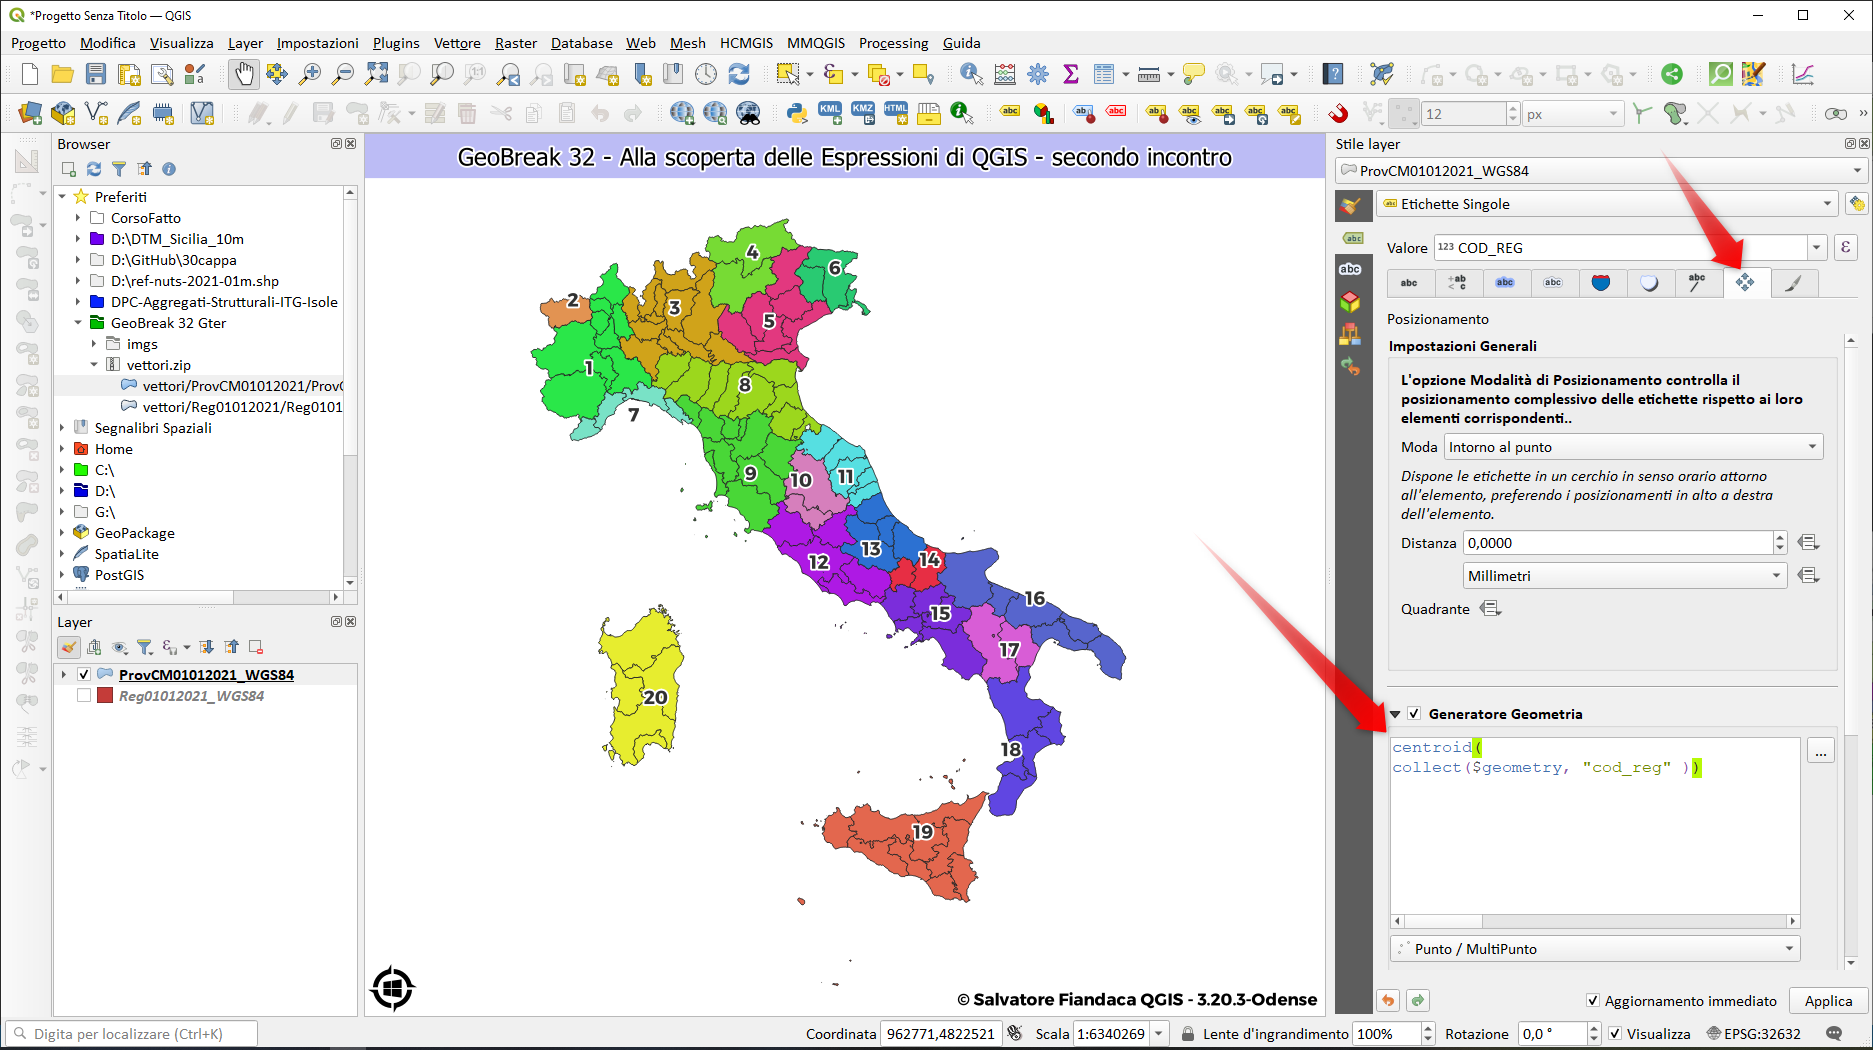 *Progetto Senza Titolo — QGIS
Progetto Modifica Visualizza Layer Impostazioni Plugins Vettore Raster Database Web Mesh HCMGIS MMQGIS Processing Guida
12 px
Browser
Preferiti
CorsoFatto
D:\DTM_Sicilia_10m
D:\GitHub\30cappa
D:\ref-nuts-2021-01m.shp
DPC-Aggregati-Strutturali-ITG-Isole
GeoBreak 32 Gter
imgs
vettori.zip
vettori/ProvCM01012021/Prov
vettori/Reg01012021/Reg0101
Segnalibri Spaziali
Home
C:\
D:\
G:\
GeoPackage
SpatiaLite
PostGIS
Layer
ProvCM01012021_WGS84
Reg01012021_WGS84
GeoBreak 32 - Alla scoperta delle Espressioni di QGIS - secondo incontro
4
6
2
3
5
1
8
7
9
10
11
13
12
14
16
15
17
20
18
19
© Salvatore Fiandaca QGIS - 3.20.3-Odense
Stile layer
ProvCM01012021_WGS84
Etichette Singole
Valore 123 COD_REG
Posizionamento
Impostazioni Generali
L'opzione Modalità di Posizionamento controlla il
posizionamento complessivo delle etichette rispetto ai loro
elementi corrispondenti..
Moda Intorno al punto
Dispone le etichette in un cerchio in senso orario attorno
all'elemento, preferendo i posizionamenti in alto a destra
dell'elemento.
Distanza 0,0000
Millimetri
Quadrante
Generatore Geometria
centroid(
collect($geometry, "cod_reg" ))
...
Punto / MultiPunto
Aggiornamento immediato Applica
Digita per localizzare (Ctrl+K) Coordinata 962771,4822521 Scala 1:6340269 Lente d'ingrandimento 100% Rotazione 0,0 ° Visualizza EPSG:32632